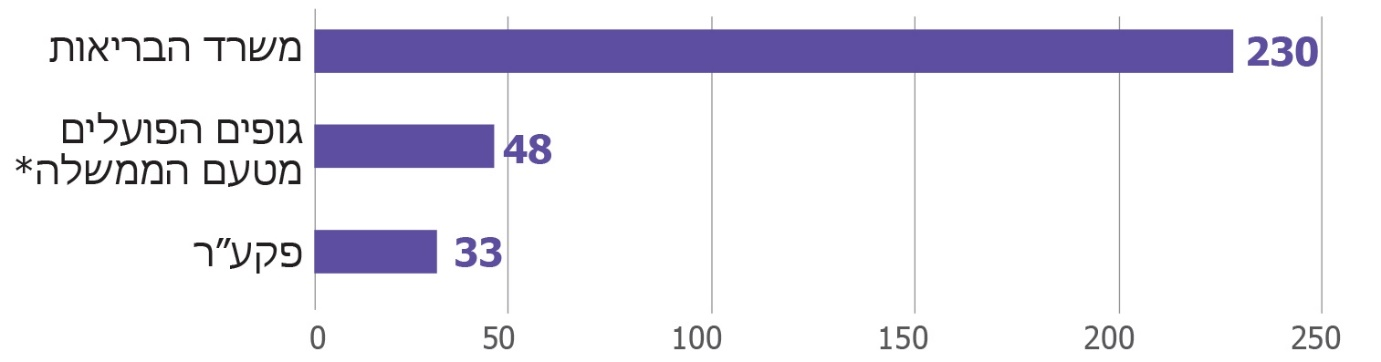 משרד הבריאות
230
גופים הפועלים
מטעם הממשלה*
48
פקע״ר
33
0 50 100 150 200 250